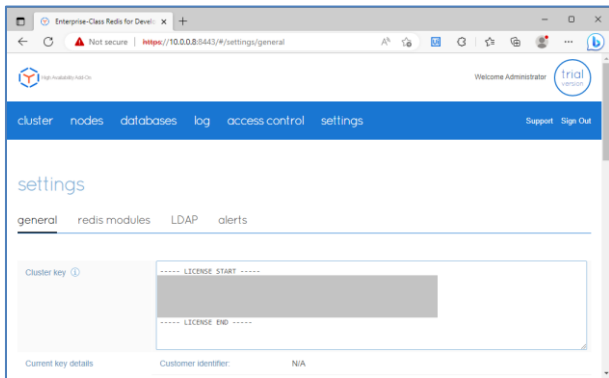 Enterprise-Class Redis for Develo
Not secure | https://10.0.0.8:8443/#/settings/general
High Availability Add-On
Welcome Administrator
trial
version
cluster nodes databases log access control settings
Support Sign Out
settings
general redis modules LDAP alerts
Cluster key
----- LICENSE START -----
----- LICENSE END -----
Current key details Customer identifier: N/A